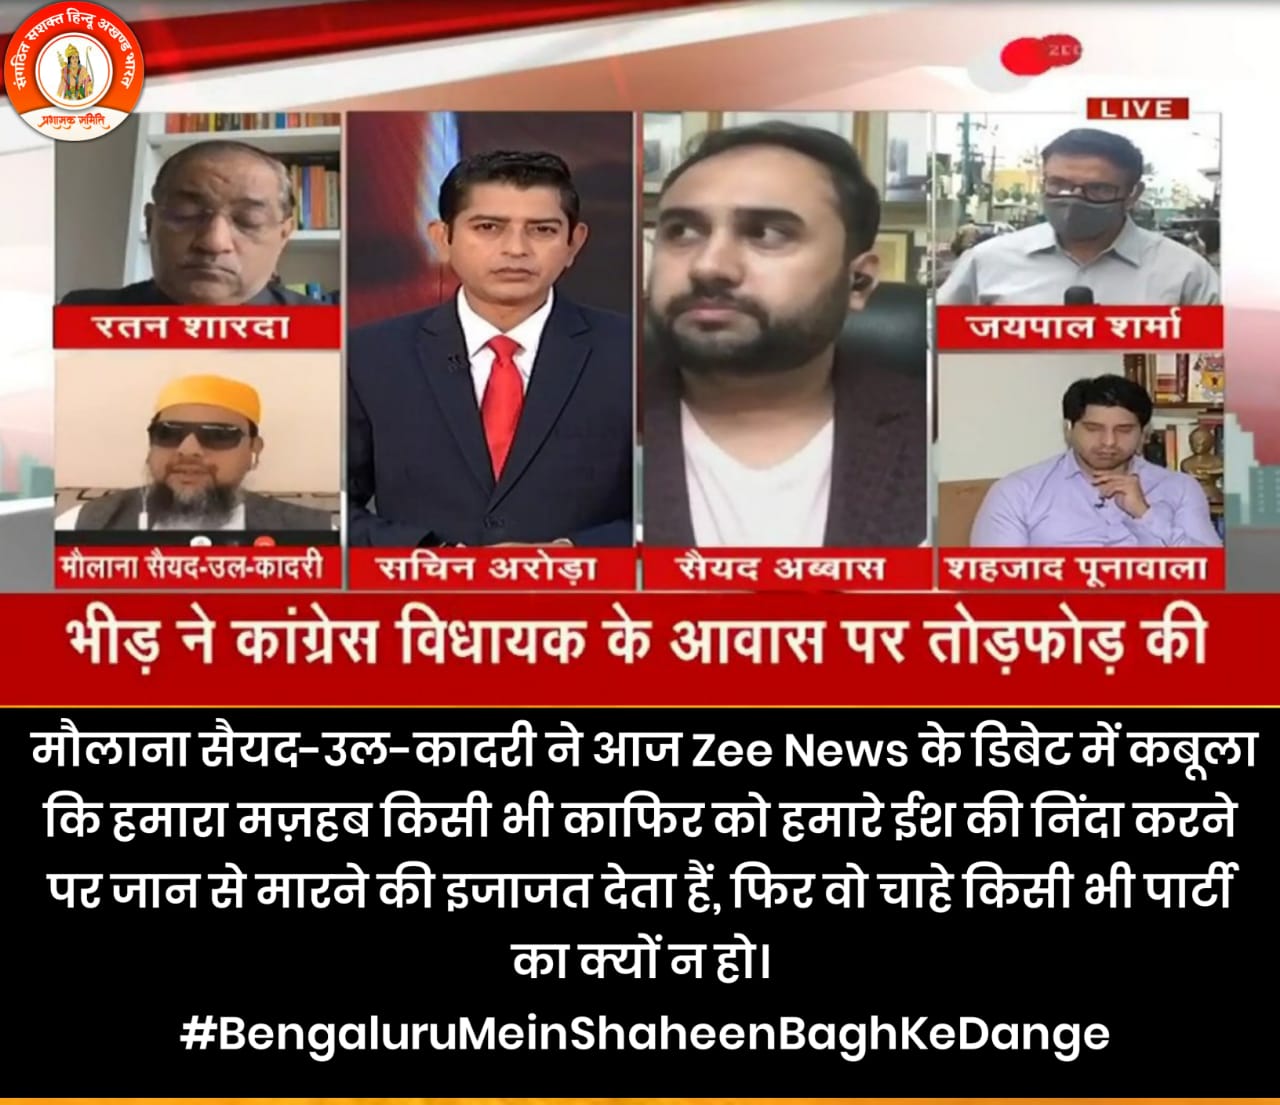 संगठित सशक्त हिन्दू अखण्ड भारत
प्रशासक समिति
ZEE
LIVE
रतन शारदा
जयपाल शर्मा
मौलाना सैयद-उल-कादरी
सचिन अरोड़ा
सैयद अब्बास
शहजाद पूनावाला
भीड़ ने कांग्रेस विधायक के आवास पर तोड़फोड़ की
मौलाना सैयद-उल-कादरी ने आज Zee News के डिबेट में कबूला
कि हमारा मज़हब किसी भी काफिर को हमारे ईश की निंदा करने
पर जान से मारने की इजाजत देता हैं, फिर वो चाहे किसी भी पार्टी
का क्यों न हो।
#BengaluruMeinShaheenBaghKeDange